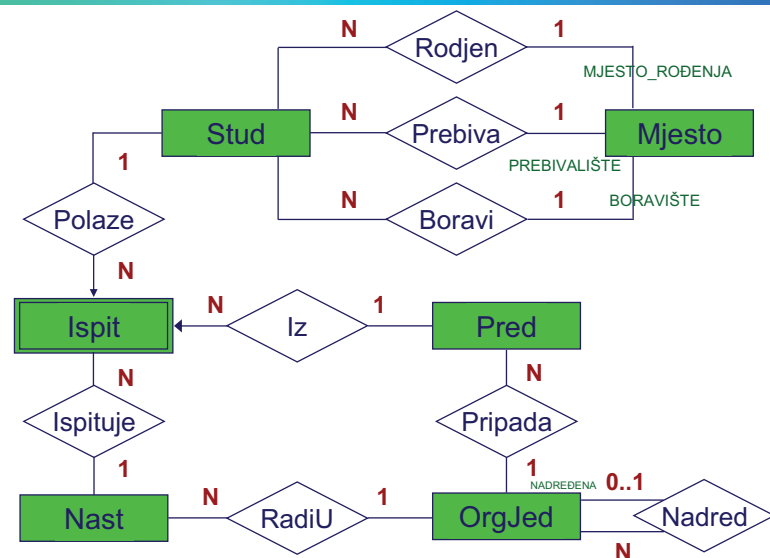 N Rodjen 1
MJESTO_ROĐENJA
Stud N Prebiva 1 Mjesto
PREBIVALIŠTE
1
N Boravi 1 BORAVIŠTE
Polaze
N
Ispit N Iz 1 Pred
N N
Ispituje Pripada
1 1 NADREĐENA 0..1
Nast N RadiU 1 OrgJed Nadred
N